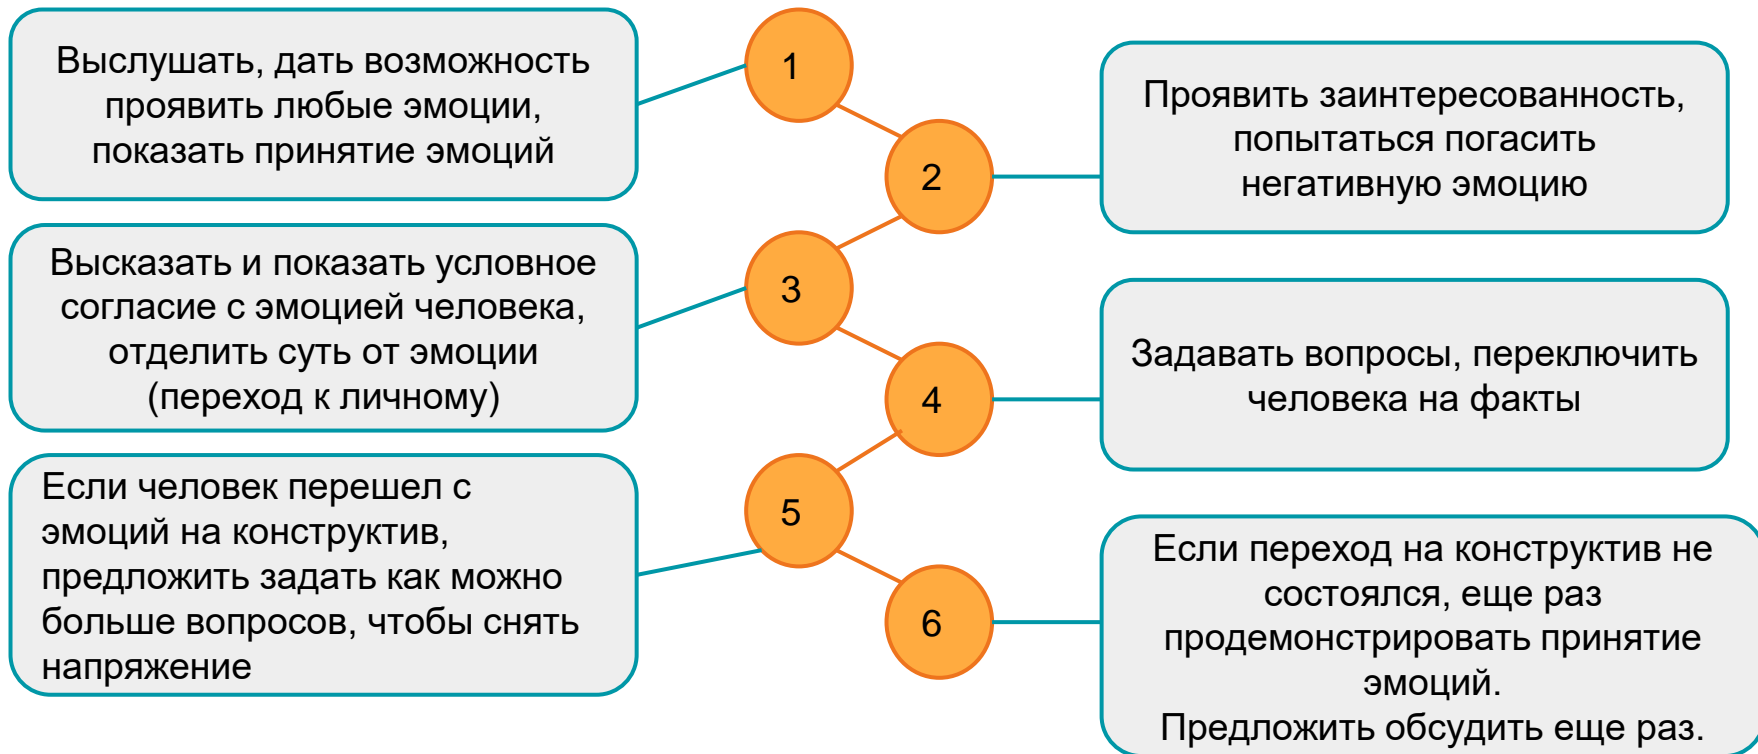 1
Выслушать, дать возможность
проявить любые эмоции,
показать принятие эмоций
2
Проявить заинтересованность,
попытаться погасить
негативную эмоцию
3
Высказать и показать условное
согласие с эмоцией человека,
отделить суть от эмоции
(переход к личному)
4
Задавать вопросы, переключить
человека на факты
5
Если человек перешел с
эмоций на конструктив,
предложить задать как можно
больше вопросов, чтобы снять
напряжение
6
Если переход на конструктив не
состоялся, еще раз
продемонстрировать принятие
эмоций.
Предложить обсудить еще раз.